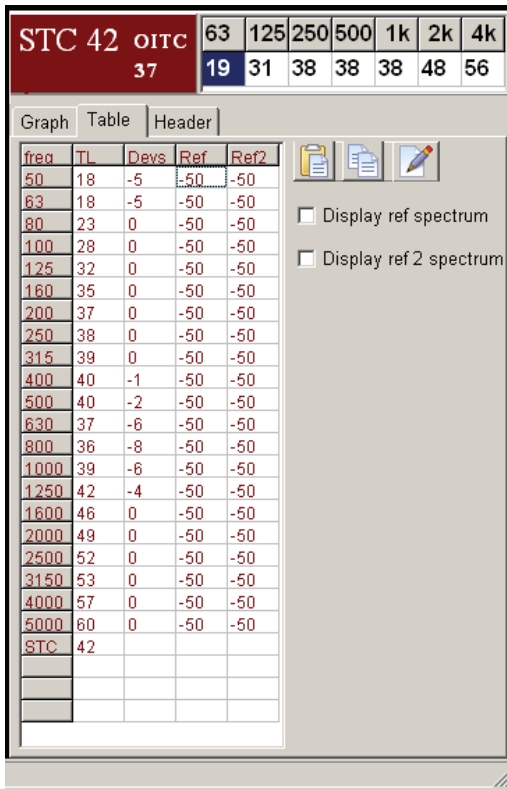 STC 42 OITC 63 125 250 500 1k 2k 4k
37 19 31 38 38 38 48 56
Graph Table Header
freq TL Devs Ref Ref2
50 18 -5 -50 -50
63 18 -5 -50 -50
80 23 0 -50 -50
100 28 0 -50 -50
125 32 0 -50 -50
160 35 0 -50 -50
200 37 0 -50 -50
250 38 0 -50 -50
315 39 0 -50 -50
400 40 -1 -50 -50
500 40 -2 -50 -50
630 37 -6 -50 -50
800 36 -8 -50 -50
1000 39 -6 -50 -50
1250 42 -4 -50 -50
1600 46 0 -50 -50
2000 49 0 -50 -50
2500 52 0 -50 -50
3150 53 0 -50 -50
4000 57 0 -50 -50
5000 60 0 -50 -50
STC 42
Display ref spectrum
Display ref 2 spectrum